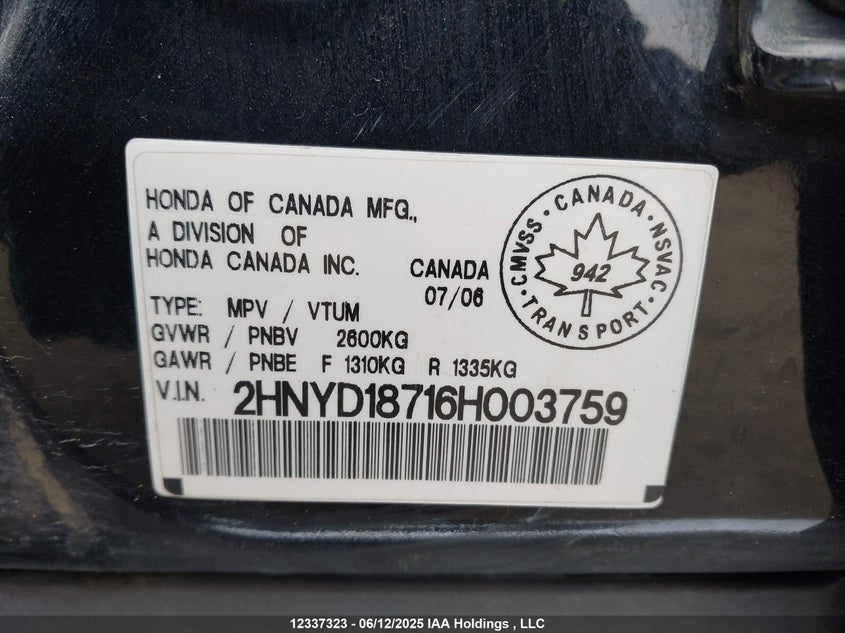 HONDA OF CANADA MFG.,
A DIVISION OF
HONDA CANADA INC.
CANADA
07/06
TYPE: MPV / VTUM
GVWR / PNBV 2600KG
GAWR / PNBE F 1310KG R 1335KG
V.I.N. 2HNYD18716H003759
CMVSS · CANADA · NSVAC · TRANSPORT ·
942
12337323 - 06/12/2025 IAA Holdings , LLC